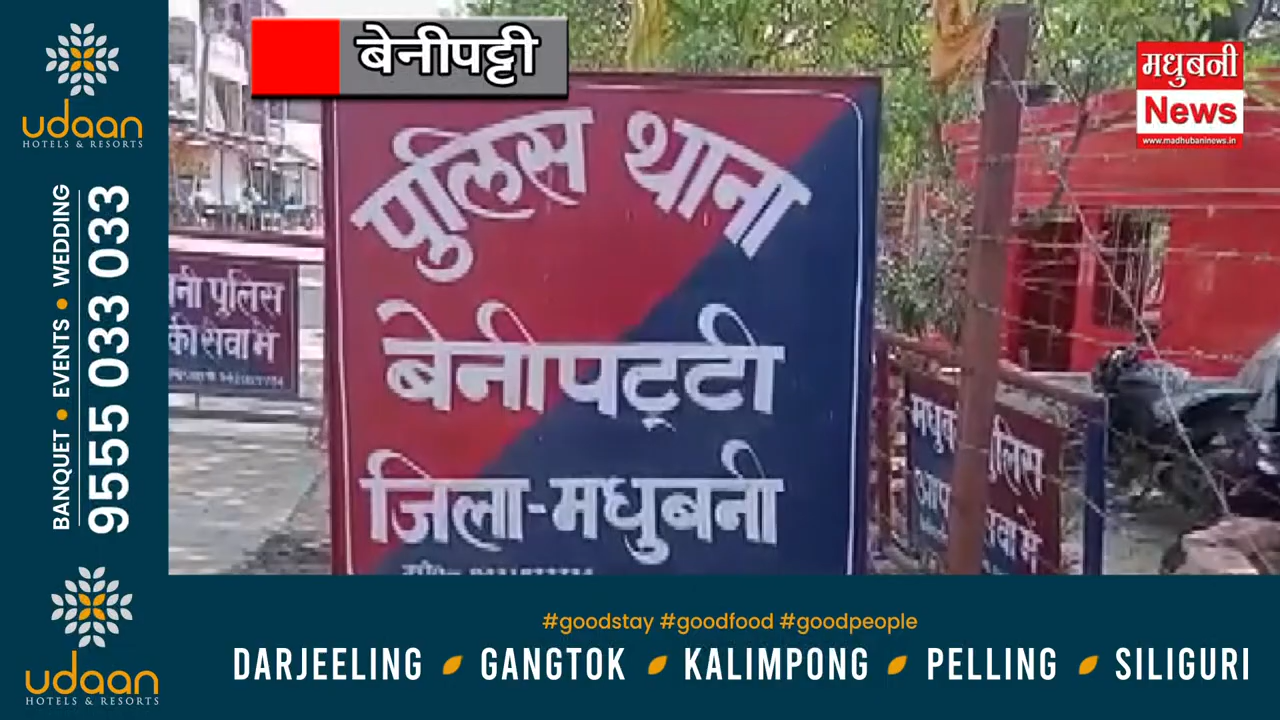 udaan
HOTELS & RESORTS
BANQUET • EVENTS • WEDDING
9555 033 033
udaan
HOTELS & RESORTS
बेनीपट्टी
मधुबनी
News
www.madhubaninews.in
पुलिस थाना
बेनीपट्टी
जिला-मधुबनी
नी पुलिस
की सेवा में
पुलिस
#goodstay #goodfood #goodpeople
DARJEELING GANGTOK KALIMPONG PELLING SILIGURI